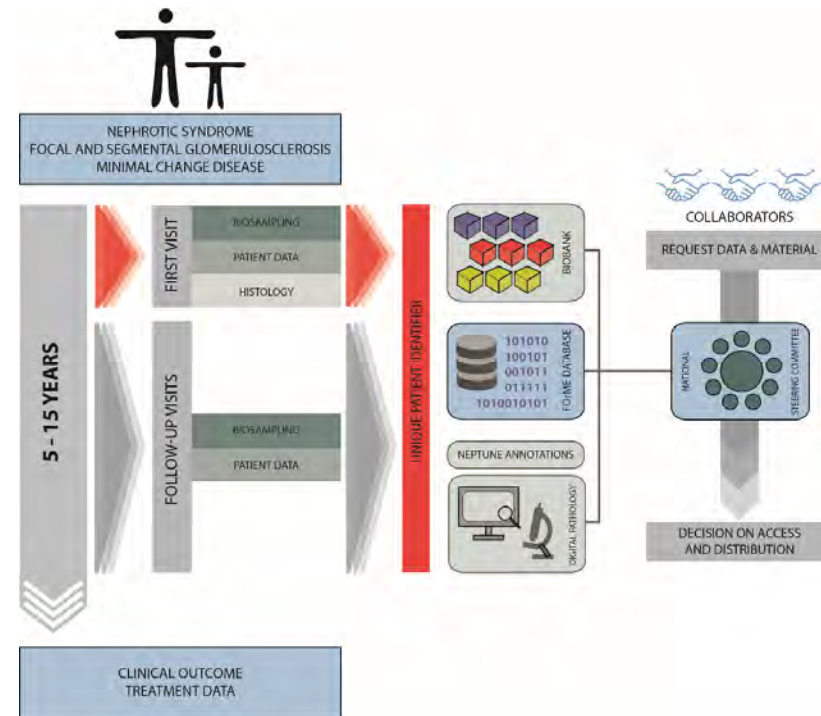 NEPHROTIC SYNDROME
FOCAL AND SEGMENTAL GLOMERULOSCLEROSIS
MINIMAL CHANGE DISEASE
5 - 15 YEARS
FIRST VISIT
BIOSAMPLING
PATIENT DATA
HISTOLOGY
FOLLOW-UP VISITS
BIOSAMPLING
PATIENT DATA
UNIQUE PATIENT IDENTIFIER
BIOBANK
101010
100101
001011
011111
1010010101
FOrME DATABASE
NEPTUNE ANNOTATIONS
DIGITAL PATHOLOGY
COLLABORATORS
REQUEST DATA & MATERIAL
NATIONAL
STEERING COMMITTEE
DECISION ON ACCESS
AND DISTRIBUTION
CLINICAL OUTCOME
TREATMENT DATA